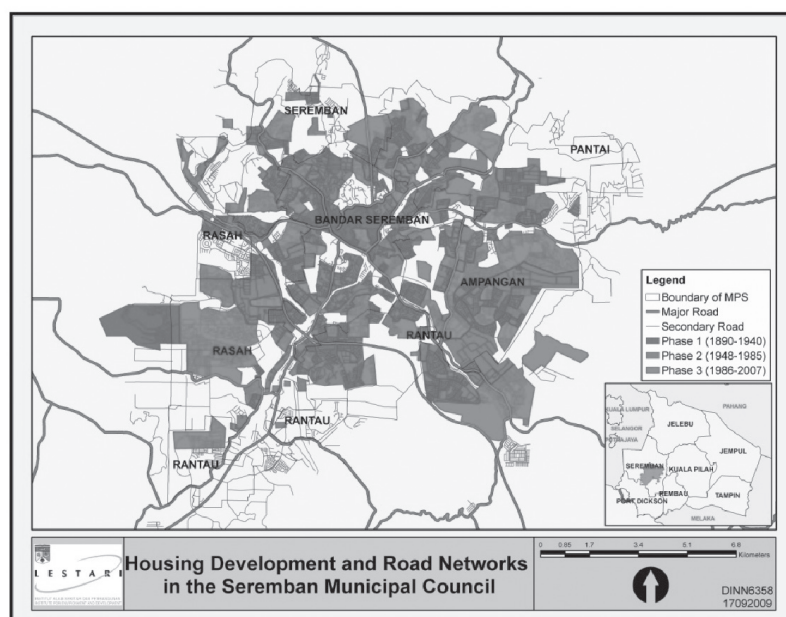 SEREMBAN
PANTAI
BANDAR SEREMBAN
RASAH
AMPANGAN
RANTAU
RASAH
RANTAU
RANTAU
Legend
Boundary of MPS
Major Road
Secondary Road
Phase 1 (1890-1940)
Phase 2 (1948-1985)
Phase 3 (1986-2007)
KUALA LUMPUR
PAHANG
SELANGOR
JELEBU
PUTRAJAYA
JEMPUL
SEREMBAN
KUALA PILAH
PORT DICKSON
REMBAU
TAMPIN
MELAKA
LESTARI
Housing Development and Road Networks
in the Seremban Municipal Council
0 0.85 1.7 3.4 5.1 6.8
Kilometers
DINN6358
17092009